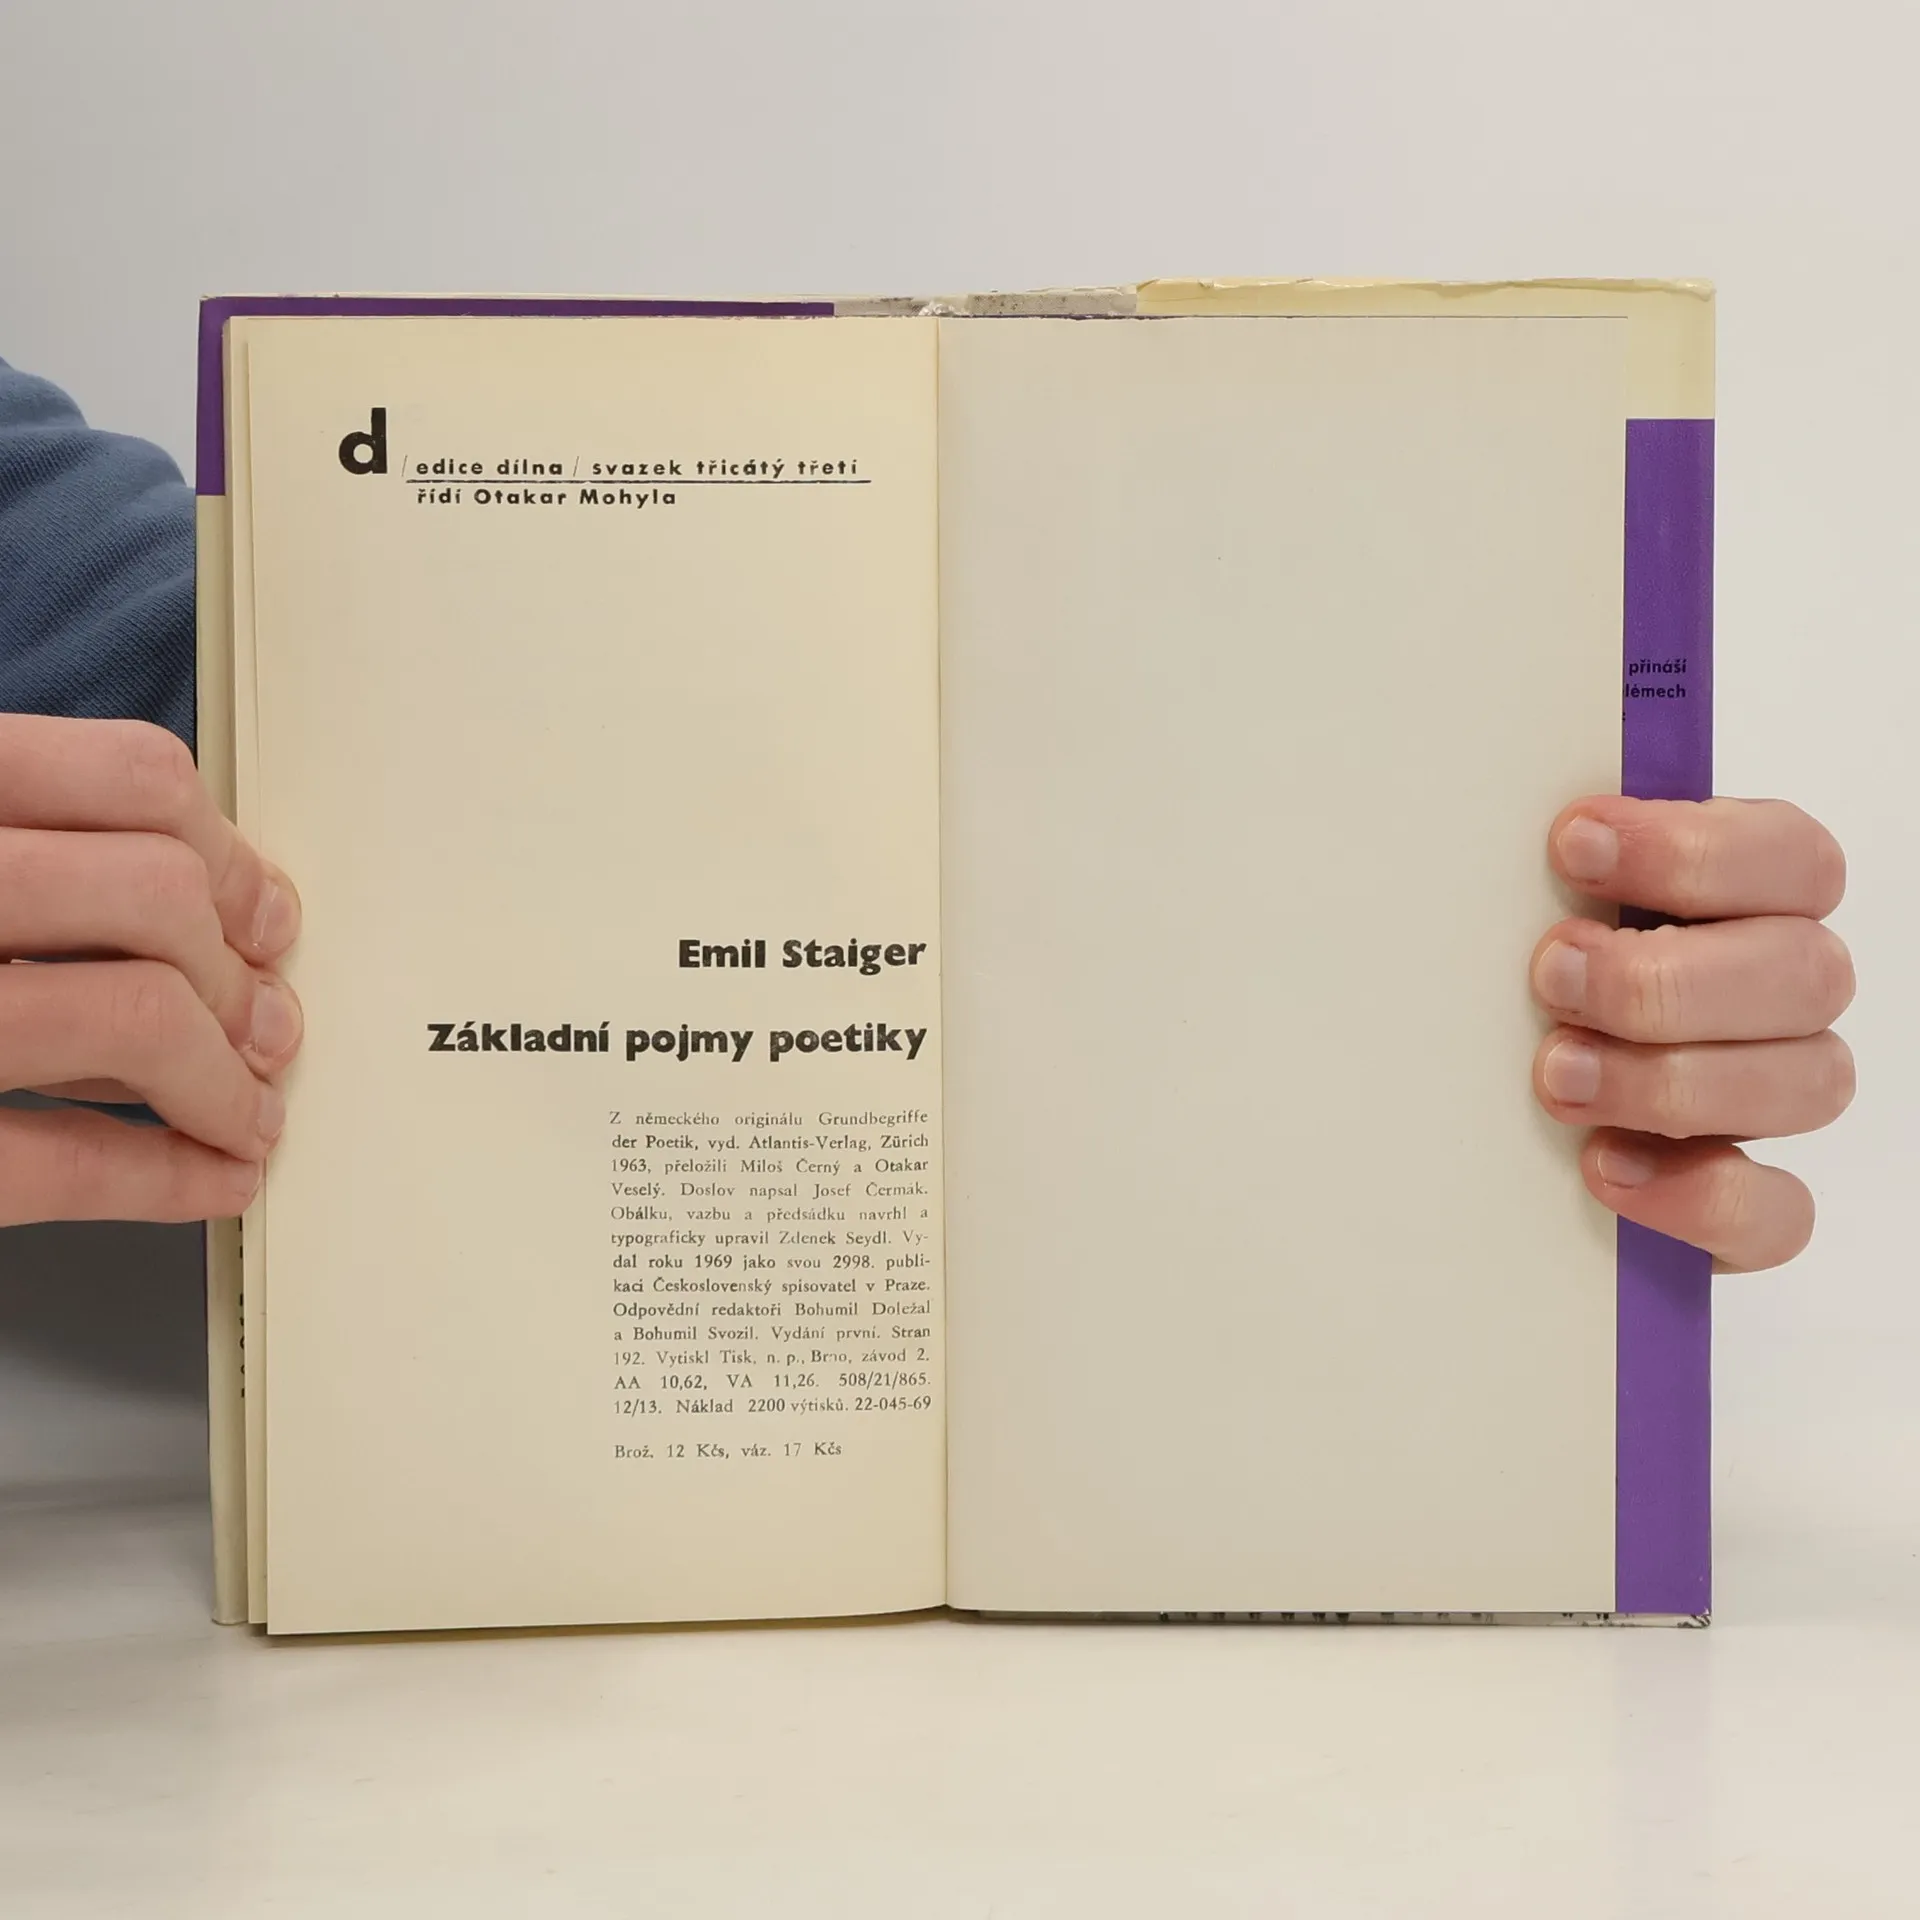 d / edice dílna / svazek třicátý třetí
řídí Otakar Mohyla
Emil Staiger
Základní pojmy poetiky
Z německého originálu Grundbegriffe
der Poetik, vyd. Atlantis-Verlag, Zürich
1963, přeložili Miloš Černý a Otakar
Veselý. Doslov napsal Josef Čermák.
Obálku, vazbu a předsádku navrhl a
typograficky upravil Zdenek Seydl. Vy-
dal roku 1969 jako svou 2998. publi-
kaci Československý spisovatel v Praze.
Odpovědní redaktoři Bohumil Doležal
a Bohumil Svozil. Vydání první. Stran
192. Vytiskl Tisk, n. p., Brno, závod 2.
AA 10,62, VA 11,26. 508/21/865.
12/13. Náklad 2200 výtisků. 22-045-69
Brož. 12 Kčs, váz. 17 Kčs
přináší
lémech